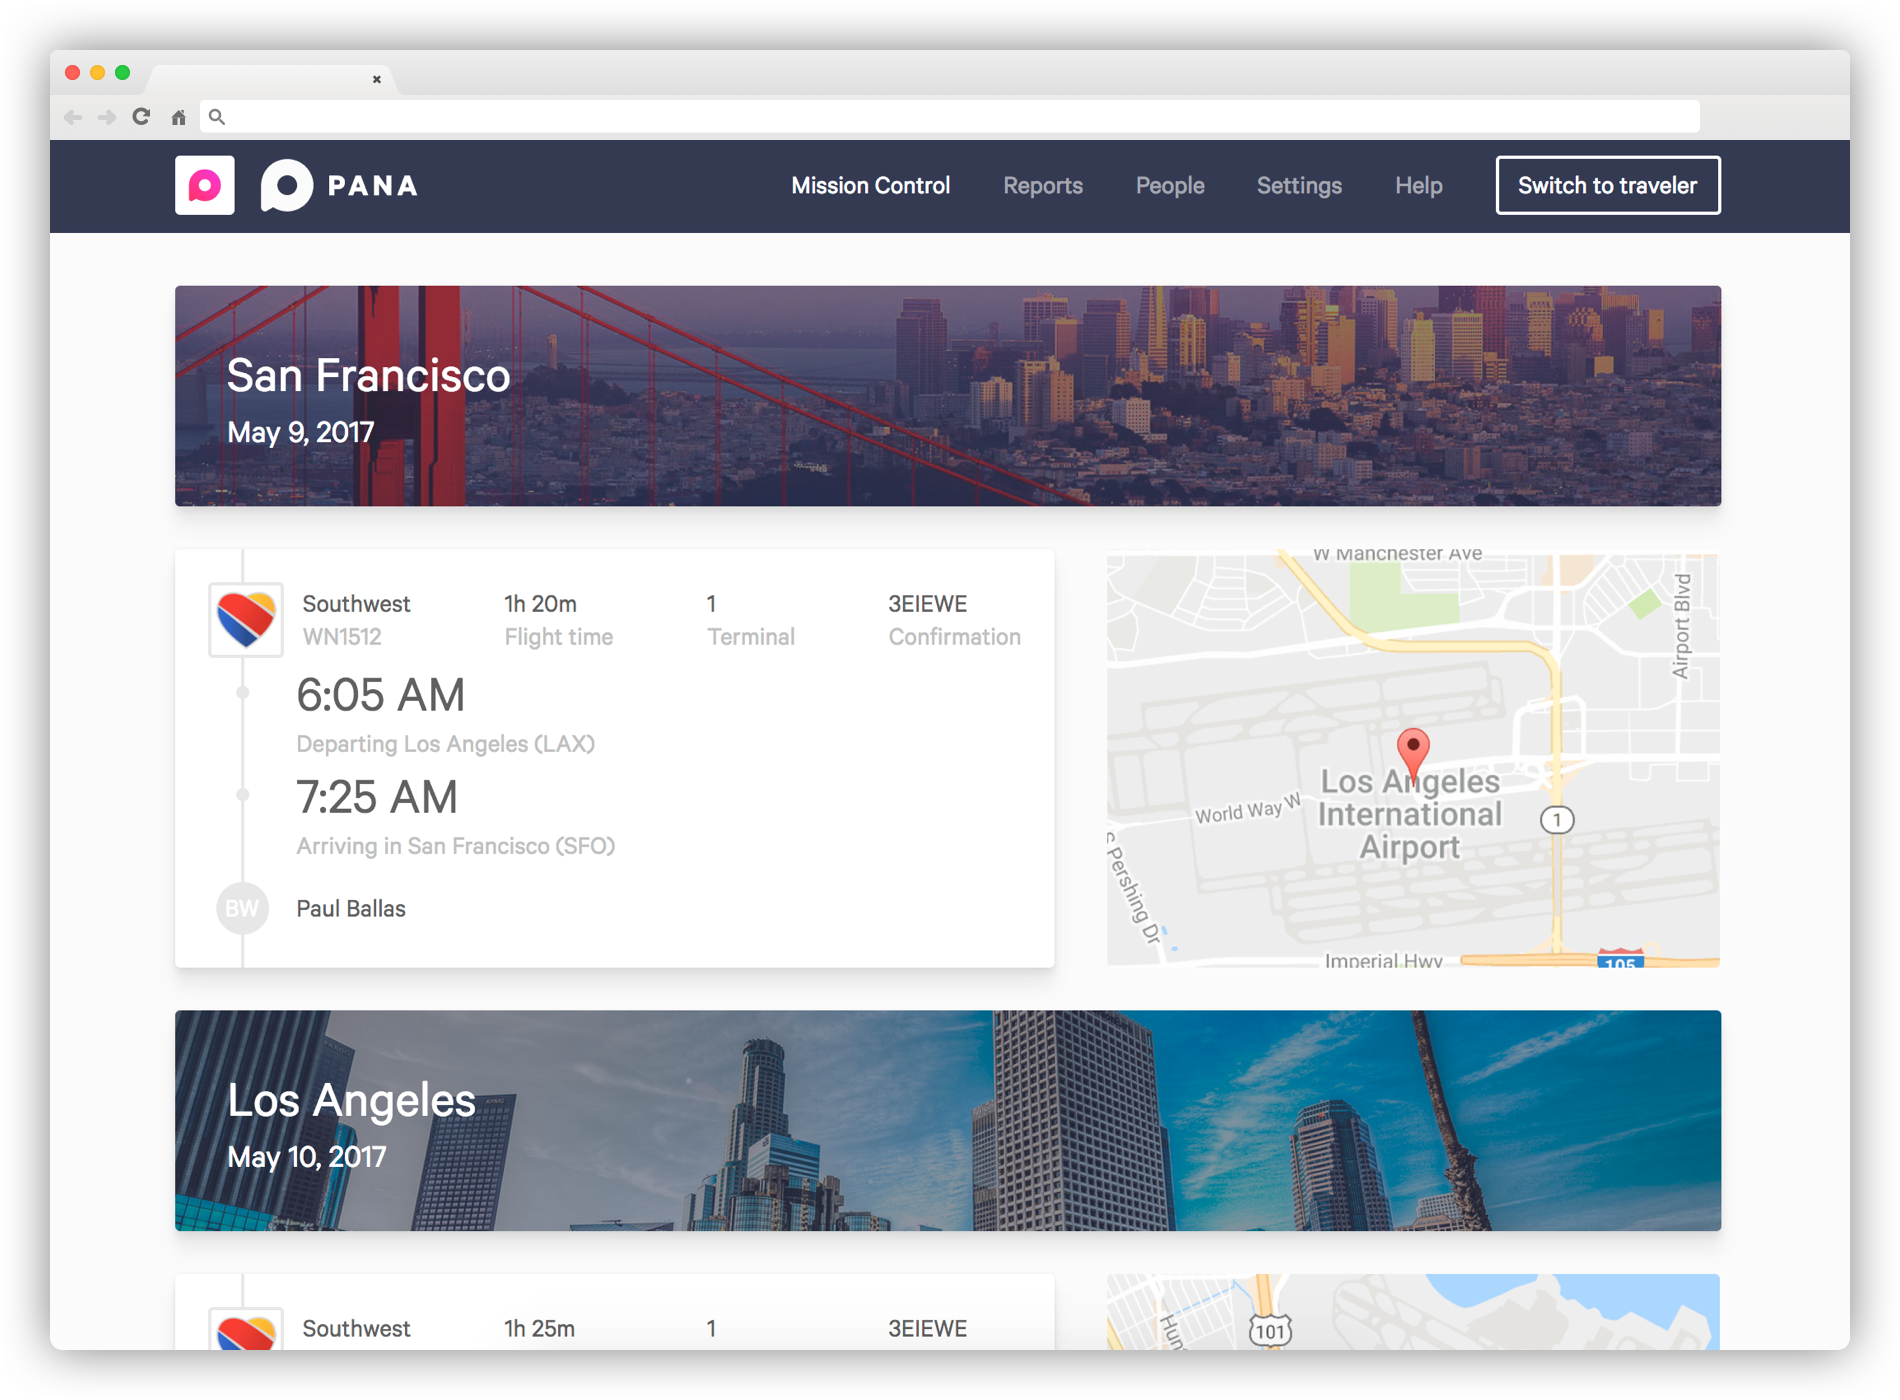 PANA
Mission Control Reports People Settings Help Switch to traveler
San Francisco
May 9, 2017
Southwest 1h 20m 1 3EIEWE
WN1512 Flight time Terminal Confirmation
6:05 AM
Departing Los Angeles (LAX)
7:25 AM
Arriving in San Francisco (SFO)
BW Paul Ballas
W Manchester Ave
Airport Blvd
Los Angeles
International
Airport
World Way W
1
S Pershing Dr
Imperial Hwy
105
Los Angeles
May 10, 2017
Southwest 1h 25m 1 3EIEWE
101